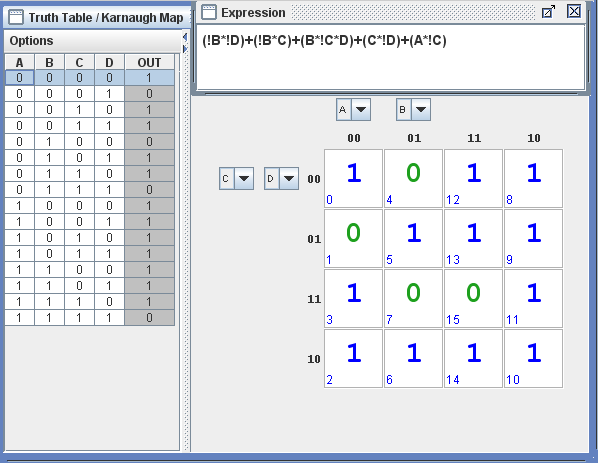 Truth Table / Karnaugh Map
Options
A B C D OUT
0 0 0 0 1
0 0 0 1 0
0 0 1 0 1
0 0 1 1 1
0 1 0 0 0
0 1 0 1 1
0 1 1 0 1
0 1 1 1 0
1 0 0 0 1
1 0 0 1 1
1 0 1 0 1
1 0 1 1 1
1 1 0 0 1
1 1 0 1 1
1 1 1 0 1
1 1 1 1 0
Expression
(!B*!D)+(!B*C)+(B*!C*D)+(C*!D)+(A*!C)
A B
00 01 11 10
C D
00 1 0 1 1
0 4 12 8
01 0 1 1 1
1 5 13 9
11 1 0 0 1
3 7 15 11
10 1 1 1 1
2 6 14 10